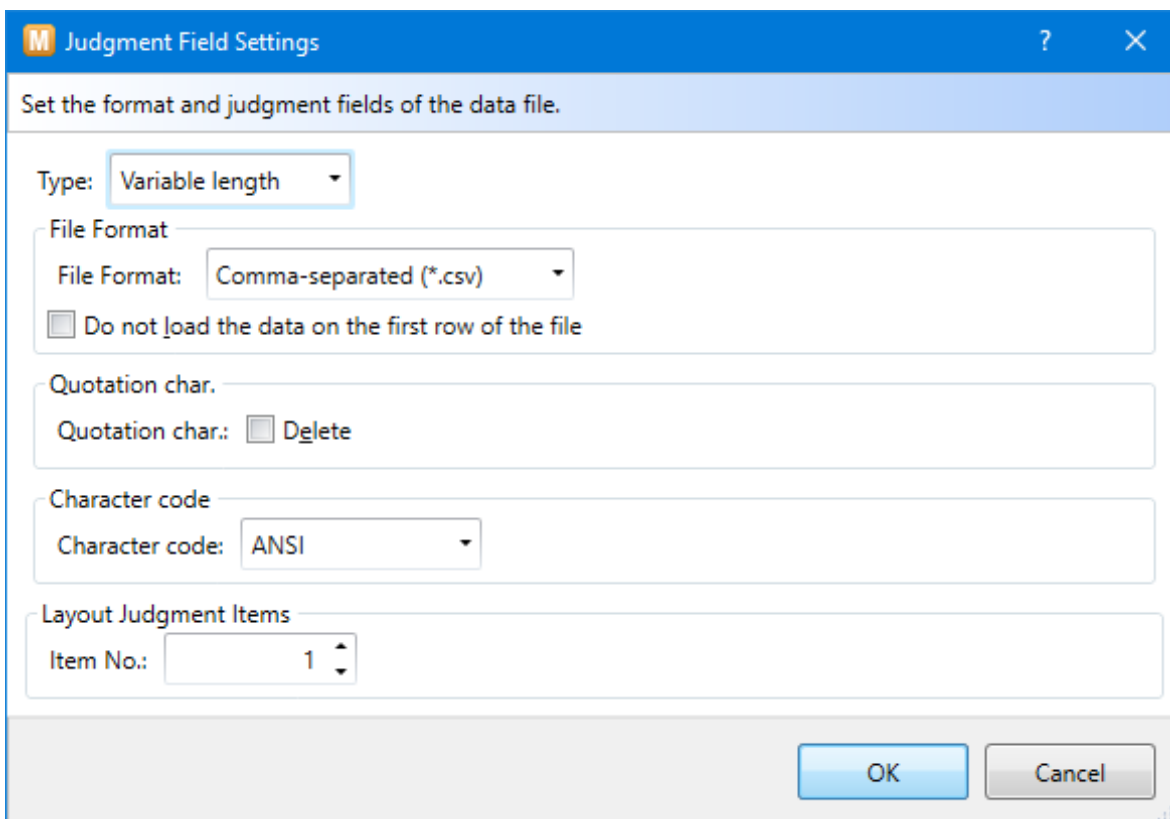 M Judgment Field Settings ? ×
Set the format and judgment fields of the data file.
Type: Variable length
File Format
File Format: Comma-separated (*.csv)
Do not load the data on the first row of the file
Quotation char.
Quotation char.: Delete
Character code
Character code: ANSI
Layout Judgment Items
Item No.: 1
OK Cancel